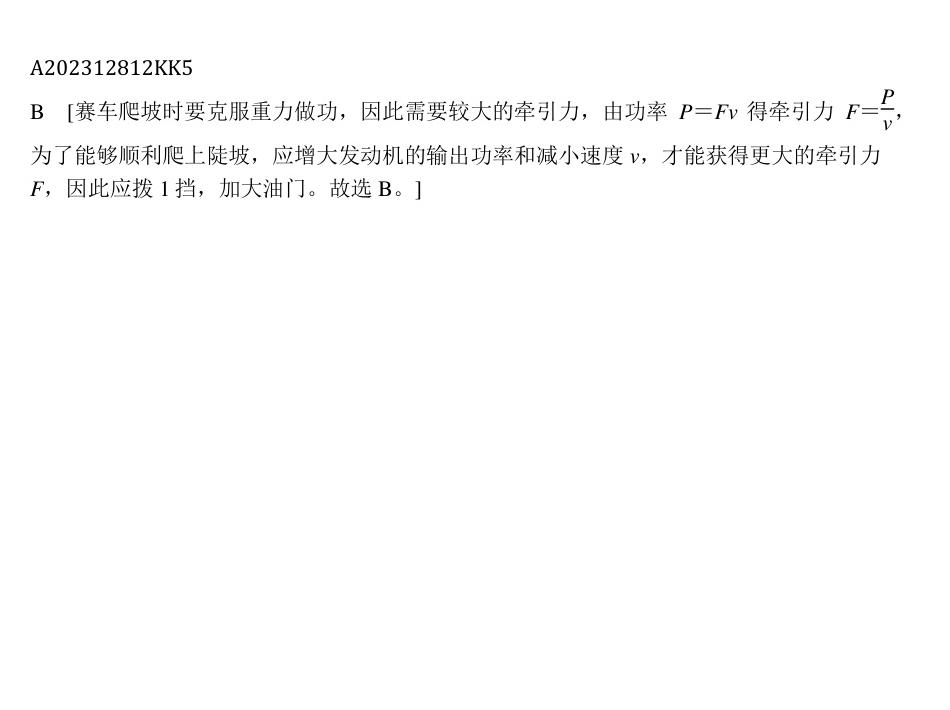 A202312812KK5
B [赛车爬坡时要克服重力做功，因此需要较大的牵引力，由功率 P＝Fv 得牵引力 F＝P/v，
为了能够顺利爬上陡坡，应增大发动机的输出功率和减小速度 v，才能获得更大的牵引力
F，因此应拨 1 挡，加大油门。故选 B。]